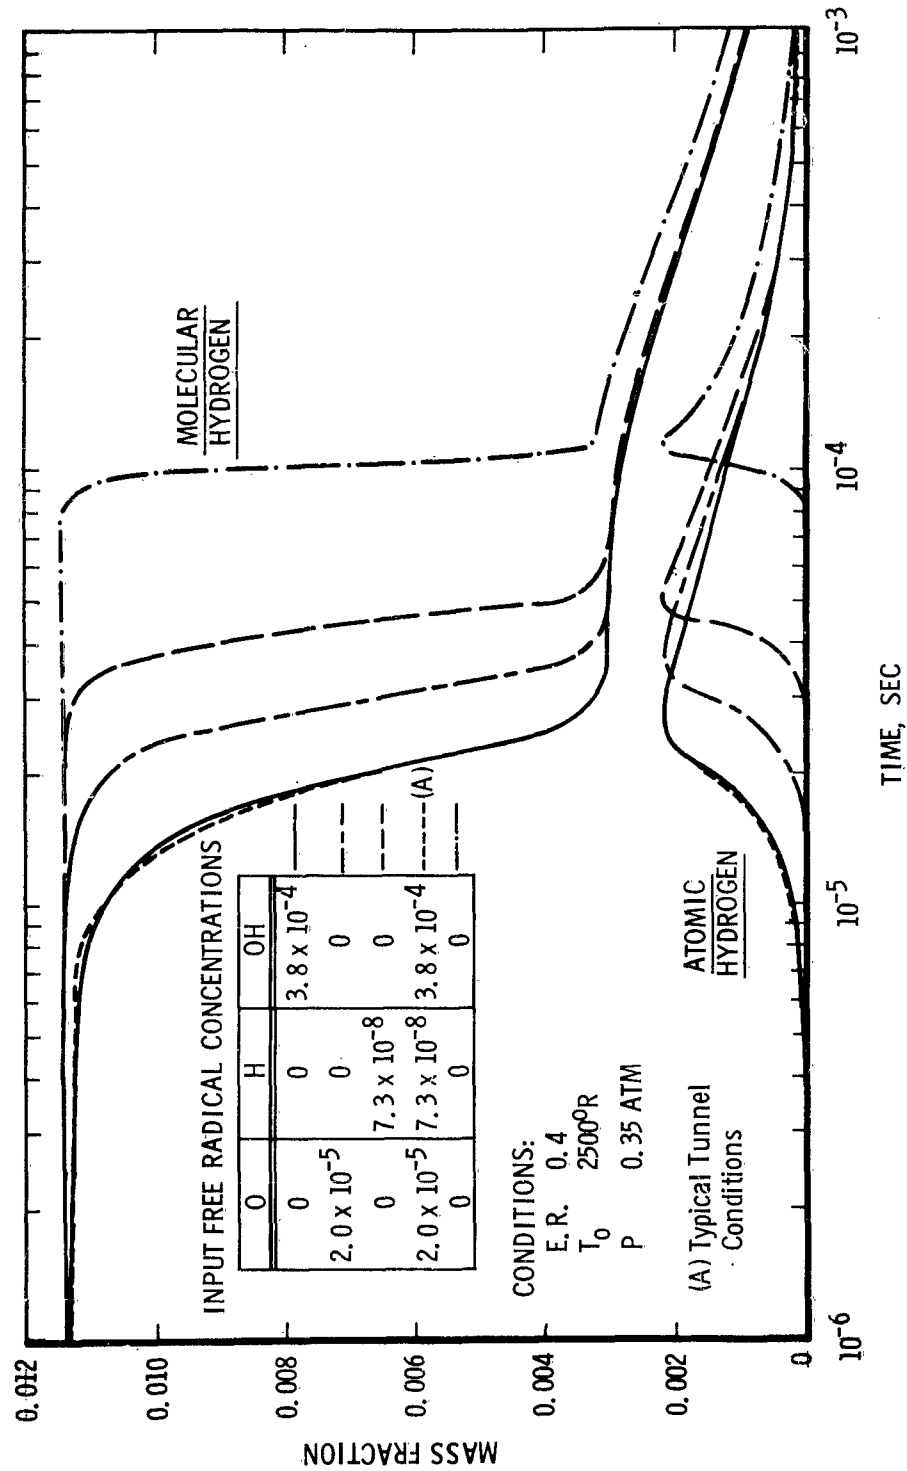 MASS FRACTION
0.012
0.010
0.008
0.006
0.004
0.002
0
10⁻⁶
10⁻⁵
10⁻⁴
10⁻³
TIME, SEC
MOLECULAR
HYDROGEN
INPUT FREE RADICAL CONCENTRATIONS
O H OH
0 0 3.8 x 10⁻⁴
2.0 x 10⁻⁵ 0 0
0 7.3 x 10⁻⁸ 0
2.0 x 10⁻⁵ 7.3 x 10⁻⁸ 3.8 x 10⁻⁴ (A)
0 0 0
CONDITIONS:
E. R. 0.4
T₀ 2500⁰R
P 0.35 ATM
ATOMIC
HYDROGEN
(A) Typical Tunnel
Conditions